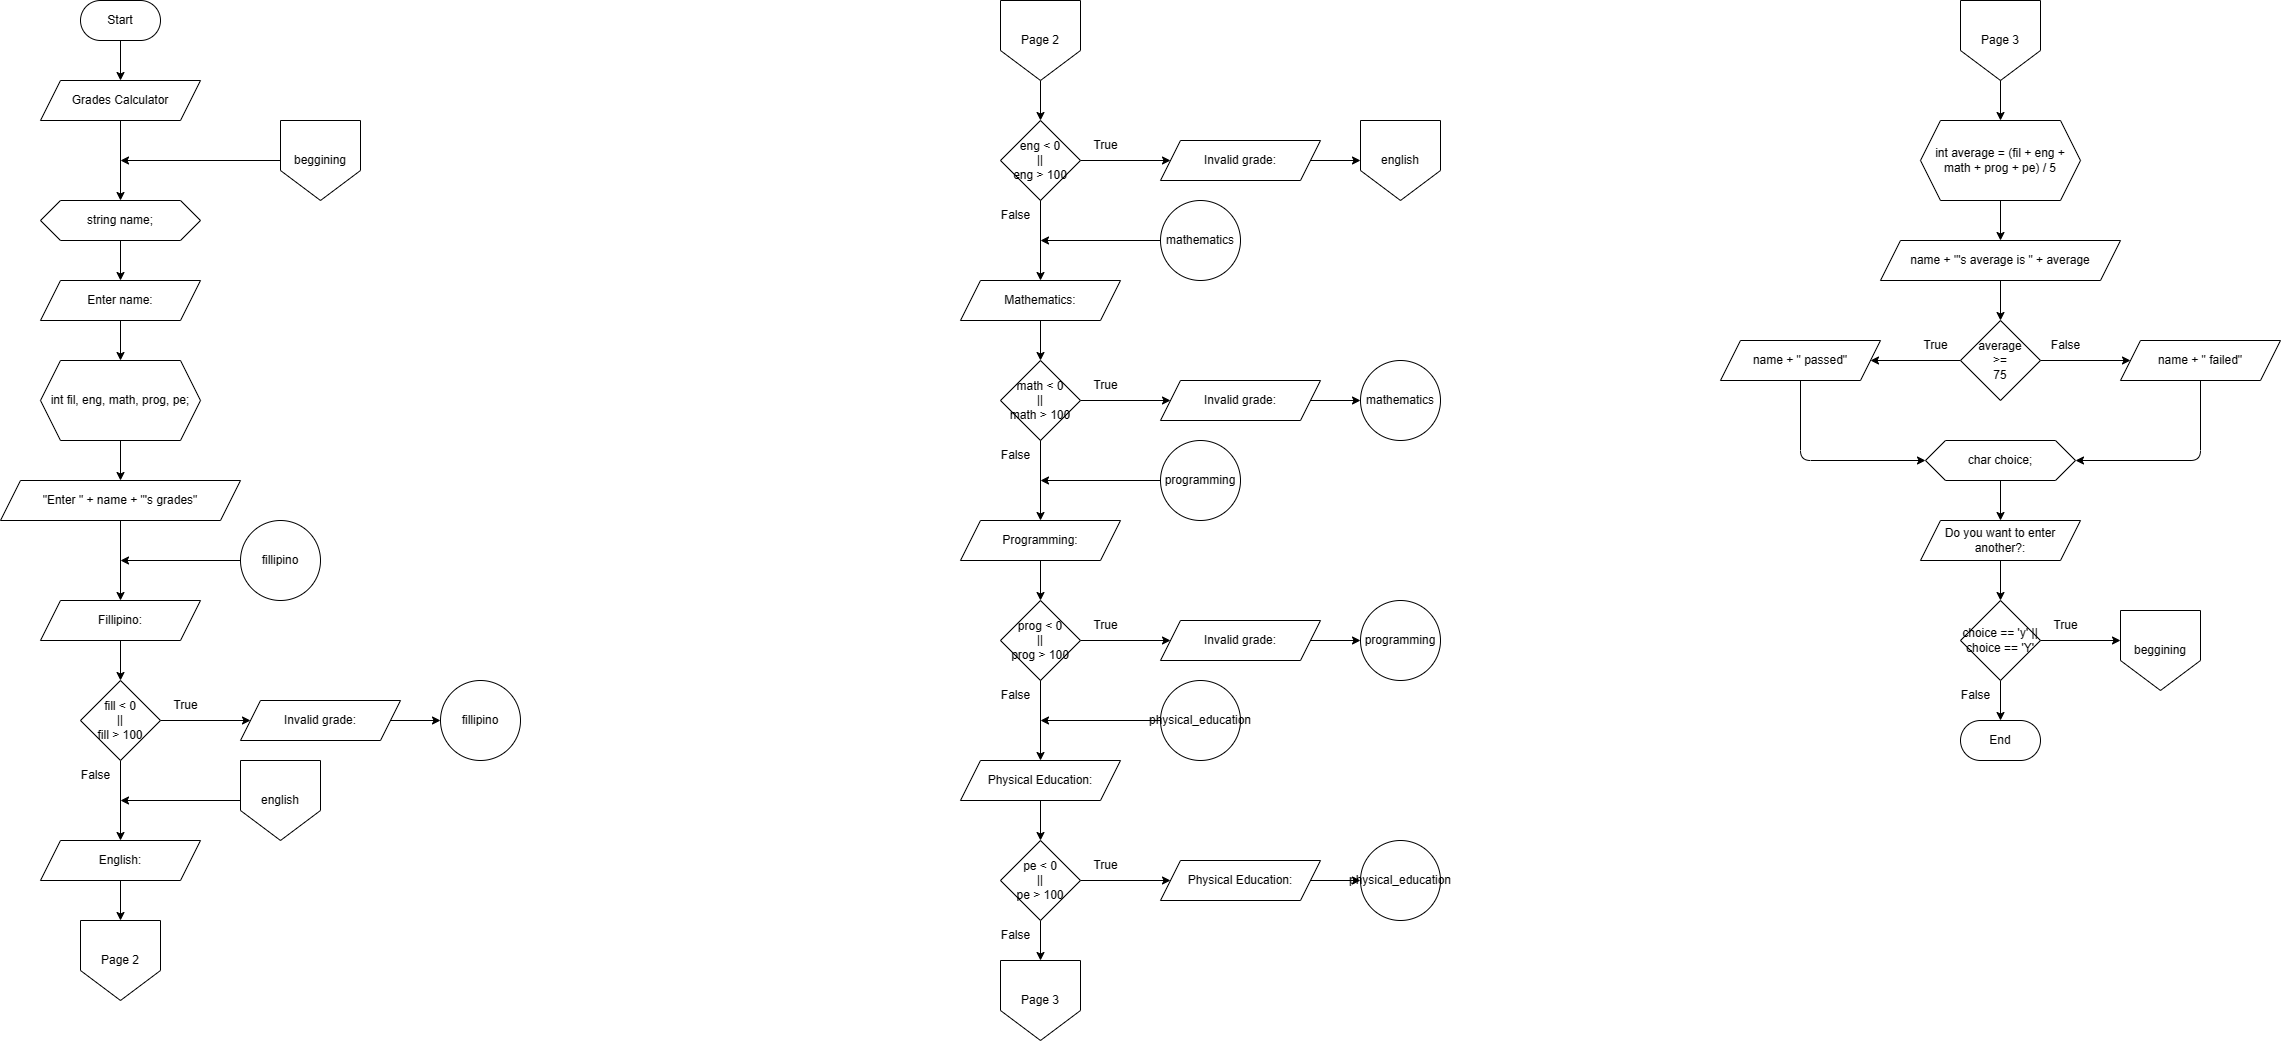 Start
Grades Calculator
beggining
string name;
Enter name:
int fil, eng, math, prog, pe;
"Enter " + name + "'s grades"
fillipino
Fillipino:
fill < 0
||
fill > 100
True
Invalid grade:
fillipino
False
english
English:
Page 2
Page 2
eng < 0
||
eng > 100
True
Invalid grade:
english
False
mathematics
Mathematics:
math < 0
||
math > 100
True
Invalid grade:
mathematics
False
programming
Programming:
prog < 0
||
prog > 100
True
Invalid grade:
programming
False
physical_education
Physical Education:
pe < 0
||
pe > 100
True
Physical Education:
physical_education
False
Page 3
Page 3
int average = (fil + eng +
math + prog + pe) / 5
name + "'s average is " + average
average
>=
75
True
name + " passed"
False
name + " failed"
char choice;
Do you want to enter
another?:
choice == 'y' ||
choice == 'Y'
True
beggining
False
End